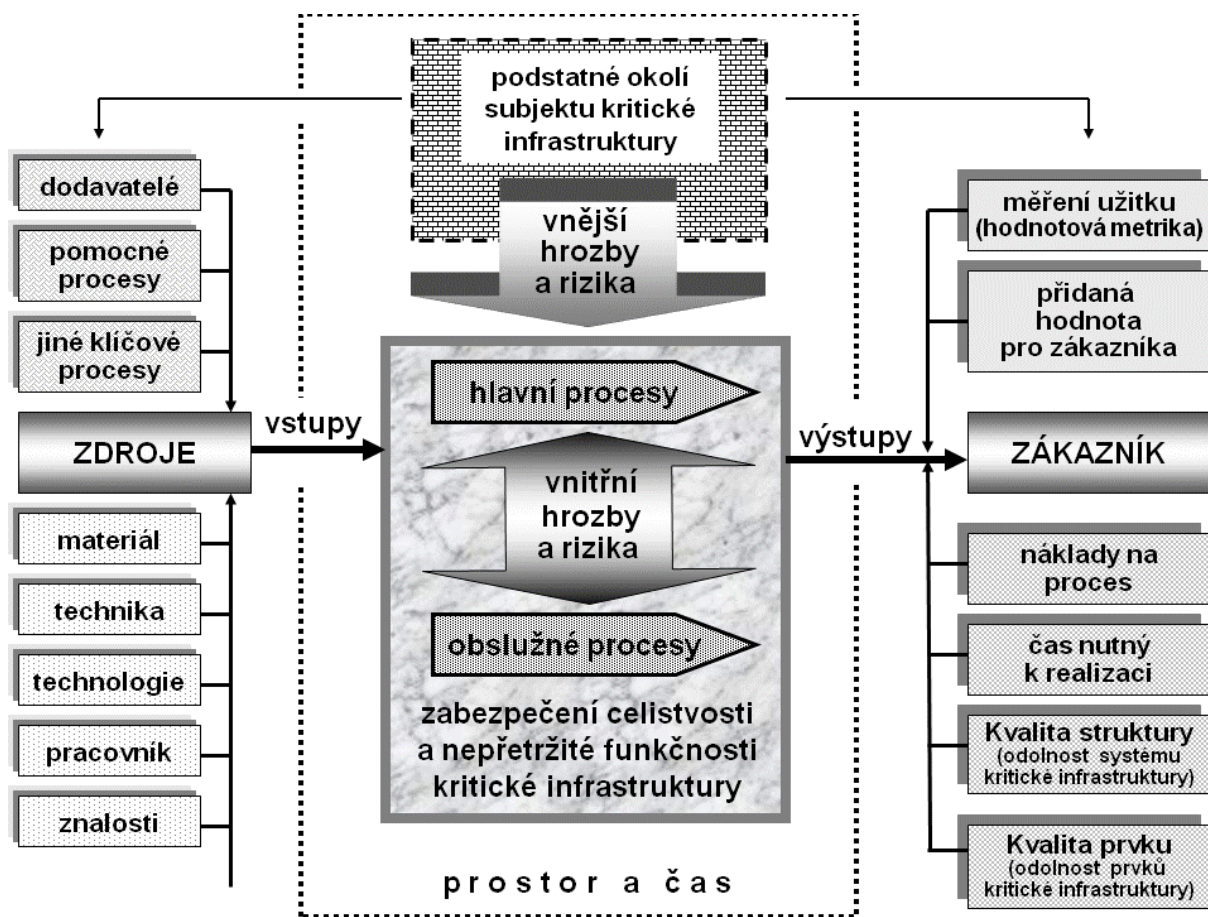 podstatné okolí
subjektu kritické
infrastruktury
dodavatelé
pomocné
procesy
jiné klíčové
procesy
ZDROJE
materiál
technika
technologie
pracovník
znalosti
vstupy
vnější
hrozby
a rizika
hlavní procesy
vnitřní
hrozby
a rizika
obslužné procesy
zabezpečení celistvosti
a nepřetržité funkčnosti
kritické infrastruktury
prostor a čas
výstupy
měření užitku
(hodnotová metrika)
přidaná
hodnota
pro zákazníka
ZÁKAZNÍK
náklady na
proces
čas nutný
k realizaci
Kvalita struktury
(odolnost systému
kritické infrastruktury)
Kvalita prvku
(odolnost prvků
kritické infrastruktury)